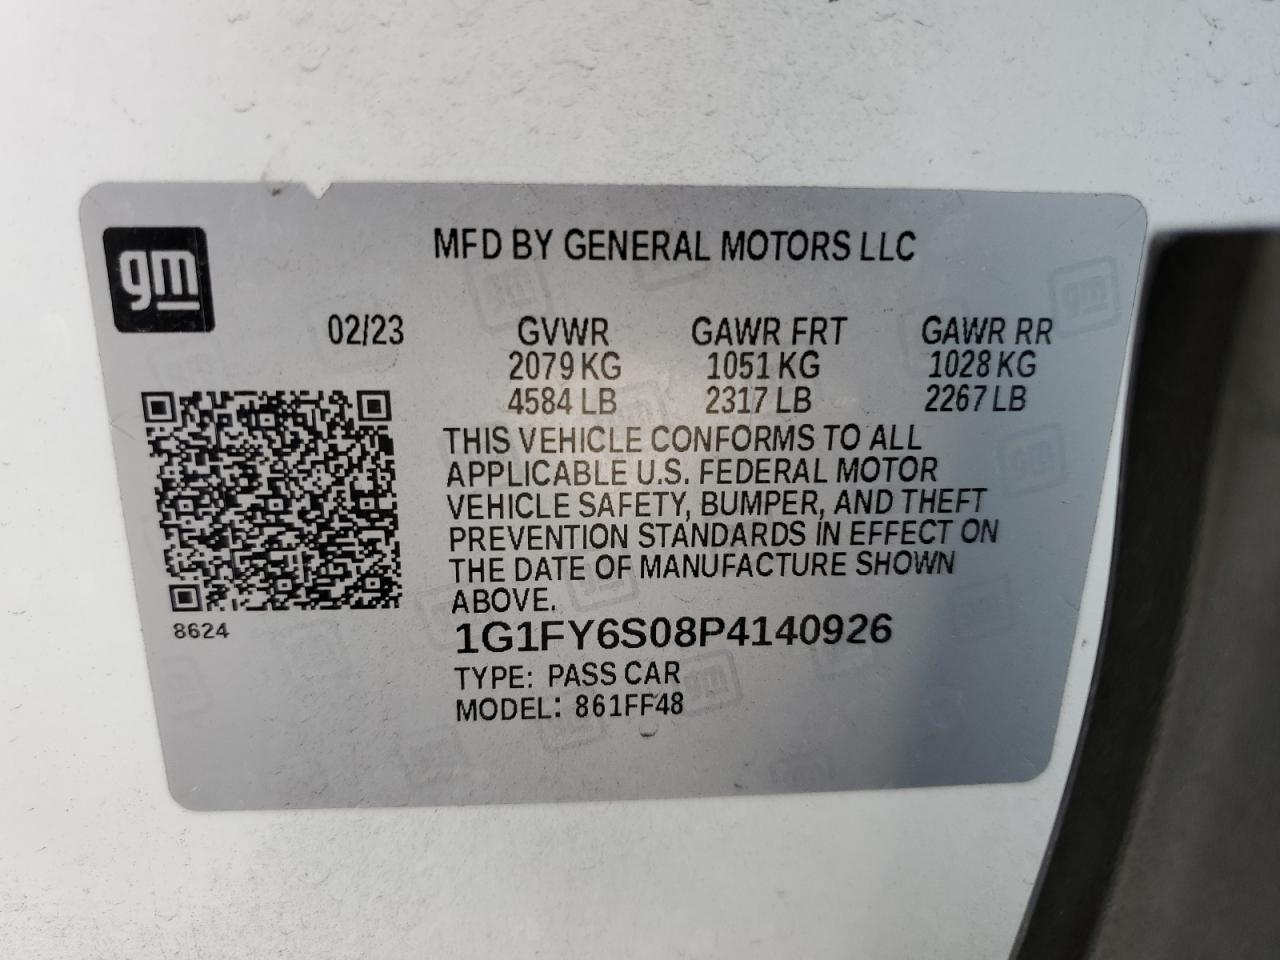 gm
MFD BY GENERAL MOTORS LLC
02/23 GVWR GAWR FRT GAWR RR
2079 KG 1051 KG 1028 KG
4584 LB 2317 LB 2267 LB
THIS VEHICLE CONFORMS TO ALL
APPLICABLE U.S. FEDERAL MOTOR
VEHICLE SAFETY, BUMPER, AND THEFT
PREVENTION STANDARDS IN EFFECT ON
THE DATE OF MANUFACTURE SHOWN
ABOVE.
8624
1G1FY6S08P4140926
TYPE: PASS CAR
MODEL: 861FF48